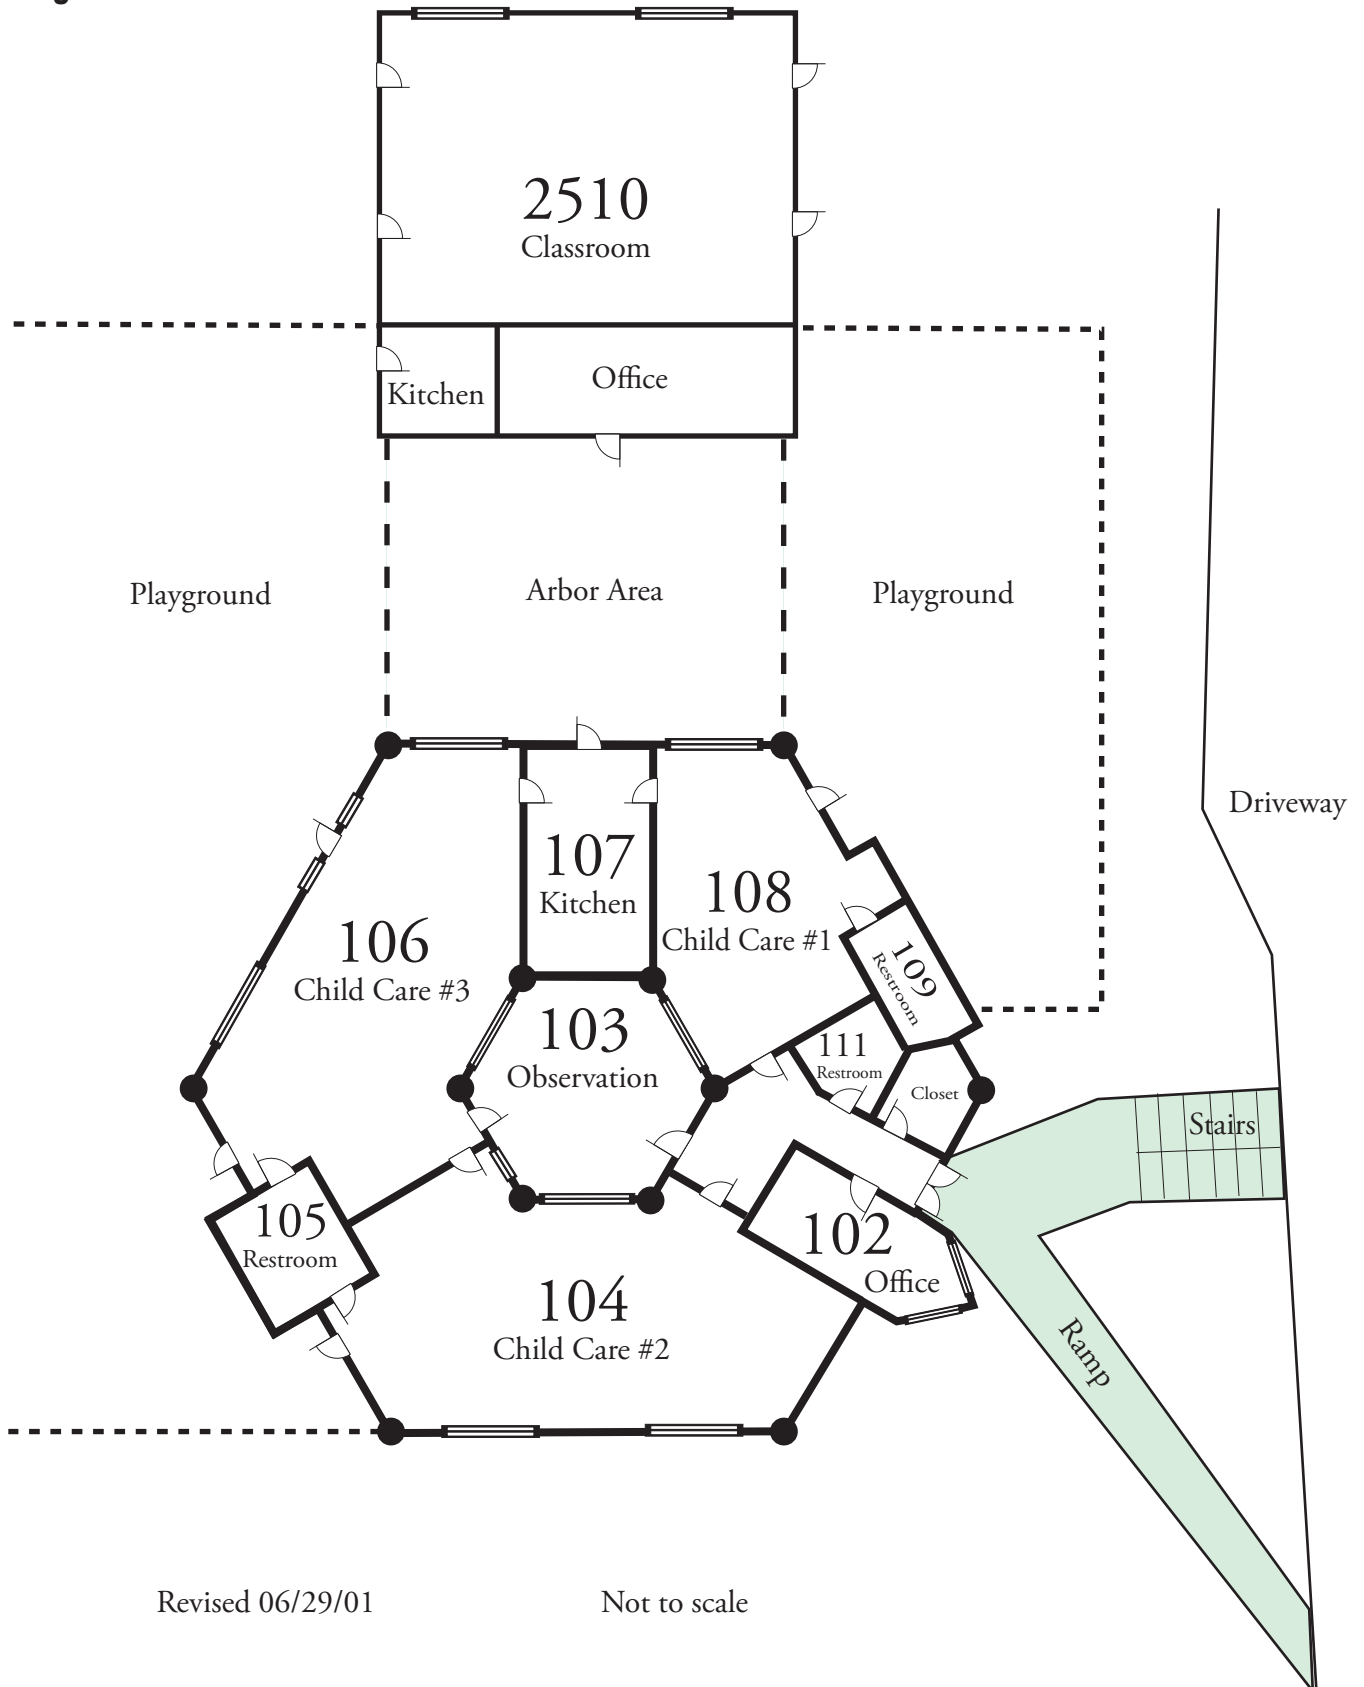 2510
Classroom
Kitchen
Office
Playground
Arbor Area
Playground
Driveway
107
Kitchen
108
Child Care #1
106
Child Care #3
109
Restroom
103
Observation
111
Restroom
Closet
Stairs
105
Restroom
102
Office
104
Child Care #2
Ramp
Revised 06/29/01
Not to scale